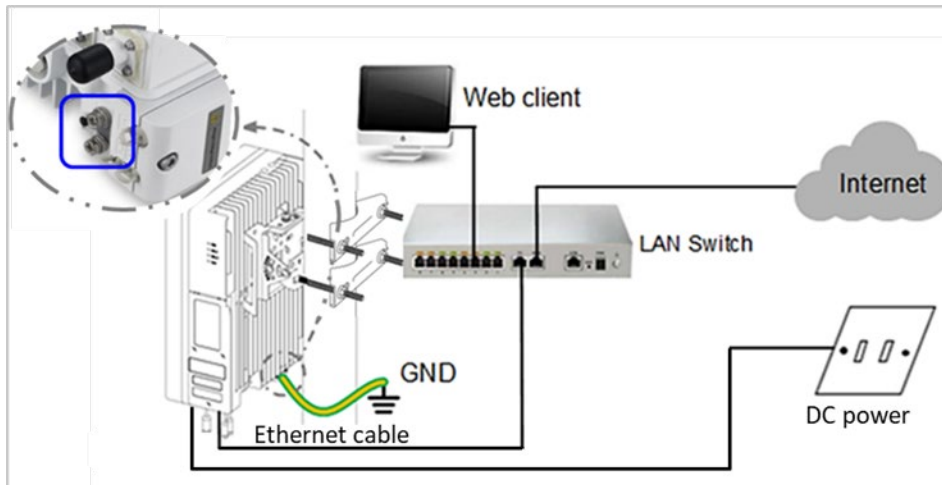 Web client
Internet
LAN Switch
GND
Ethernet cable
DC power